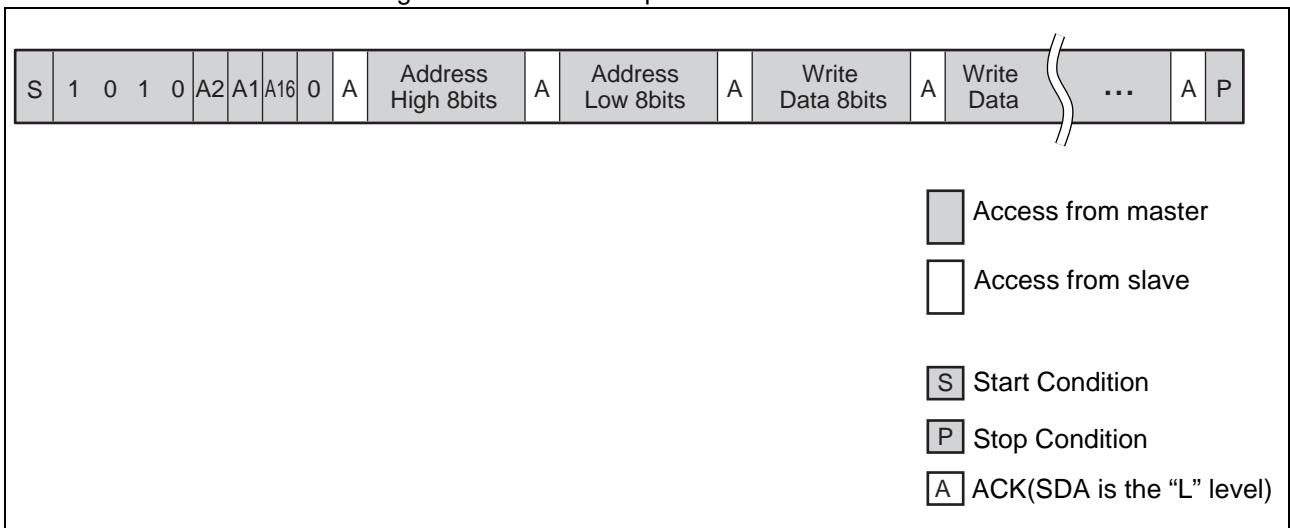 S 1 0 1 0 A2 A1 A16 0 A Address High 8bits A Address Low 8bits A Write Data 8bits A Write Data ... A P
Access from master
Access from slave
S Start Condition
P Stop Condition
A ACK(SDA is the “L” level)